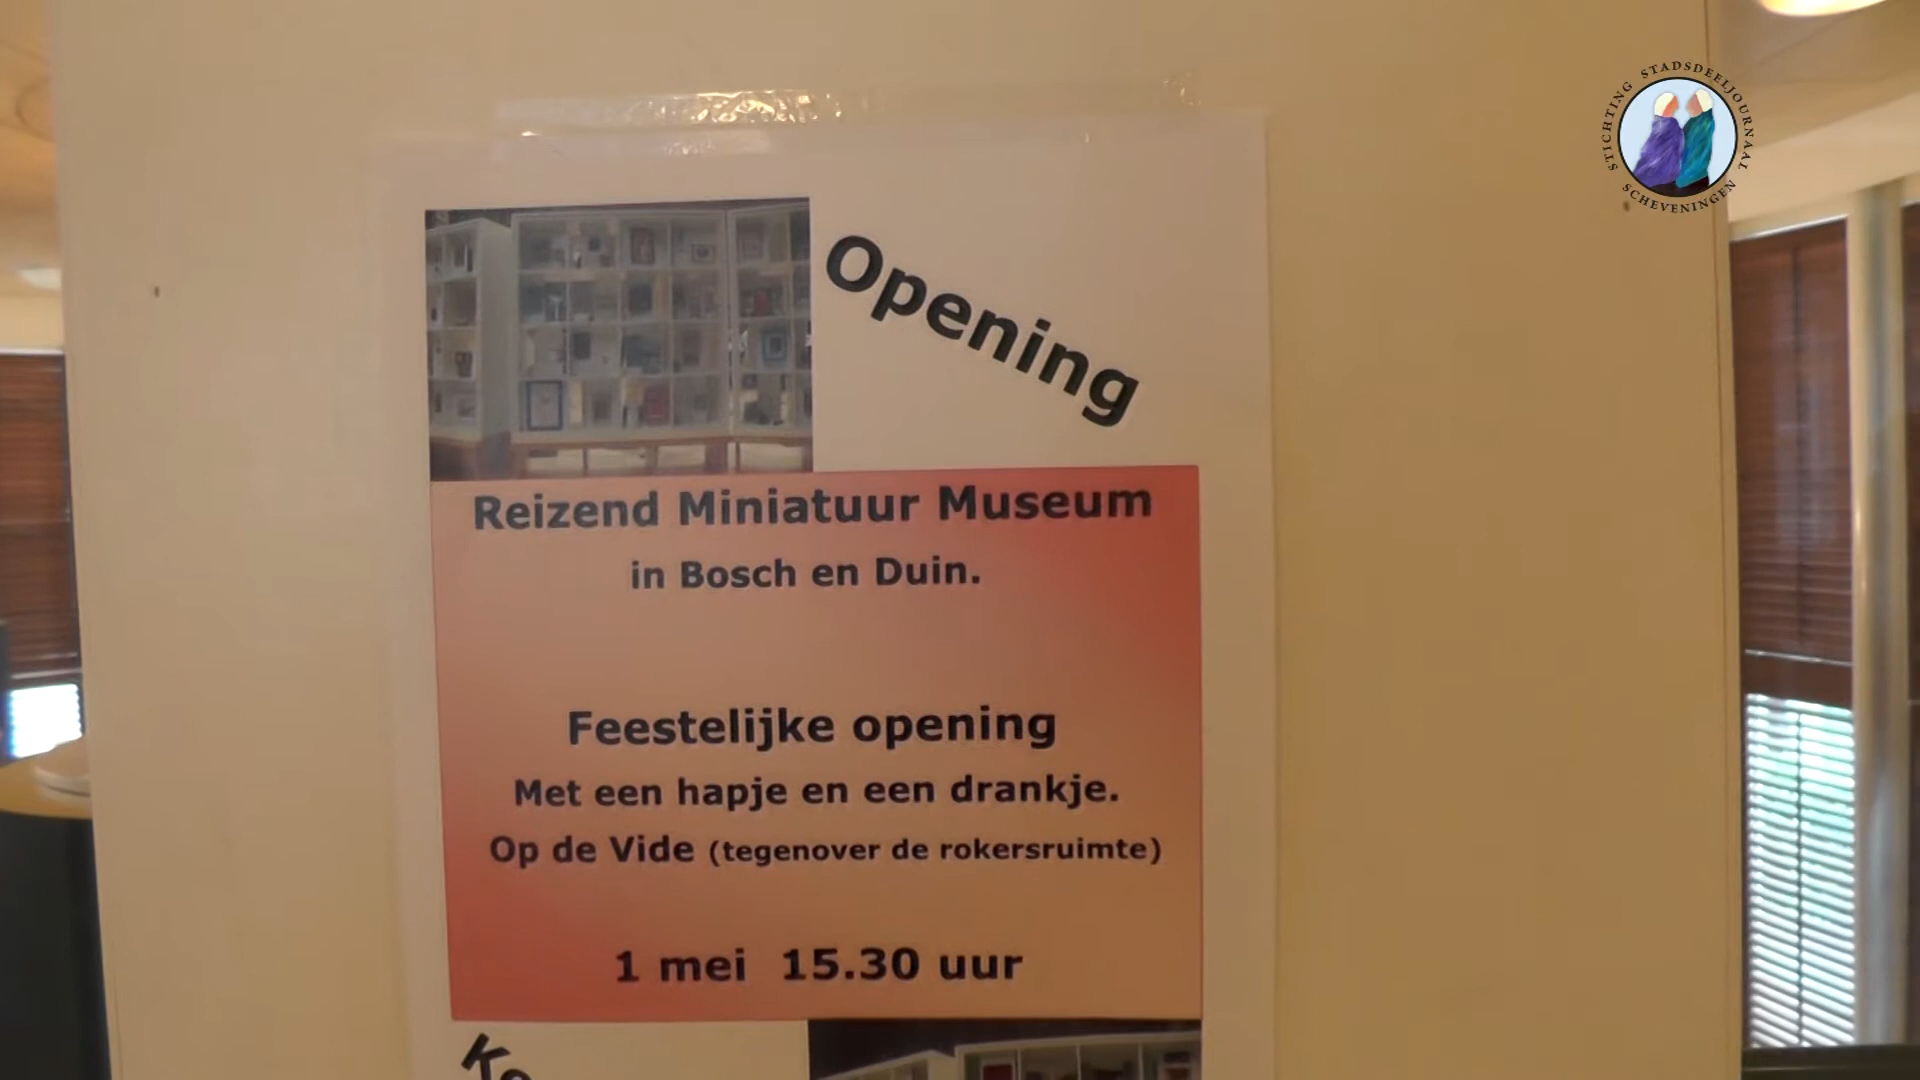 STICHTING STADSDEELJOURNAAL
SCHEVENINGEN
Opening
Reizend Miniatuur Museum
in Bosch en Duin.
Feestelijke opening
Met een hapje en een drankje.
Op de Vide (tegenover de rokersruimte)
1 mei 15.30 uur